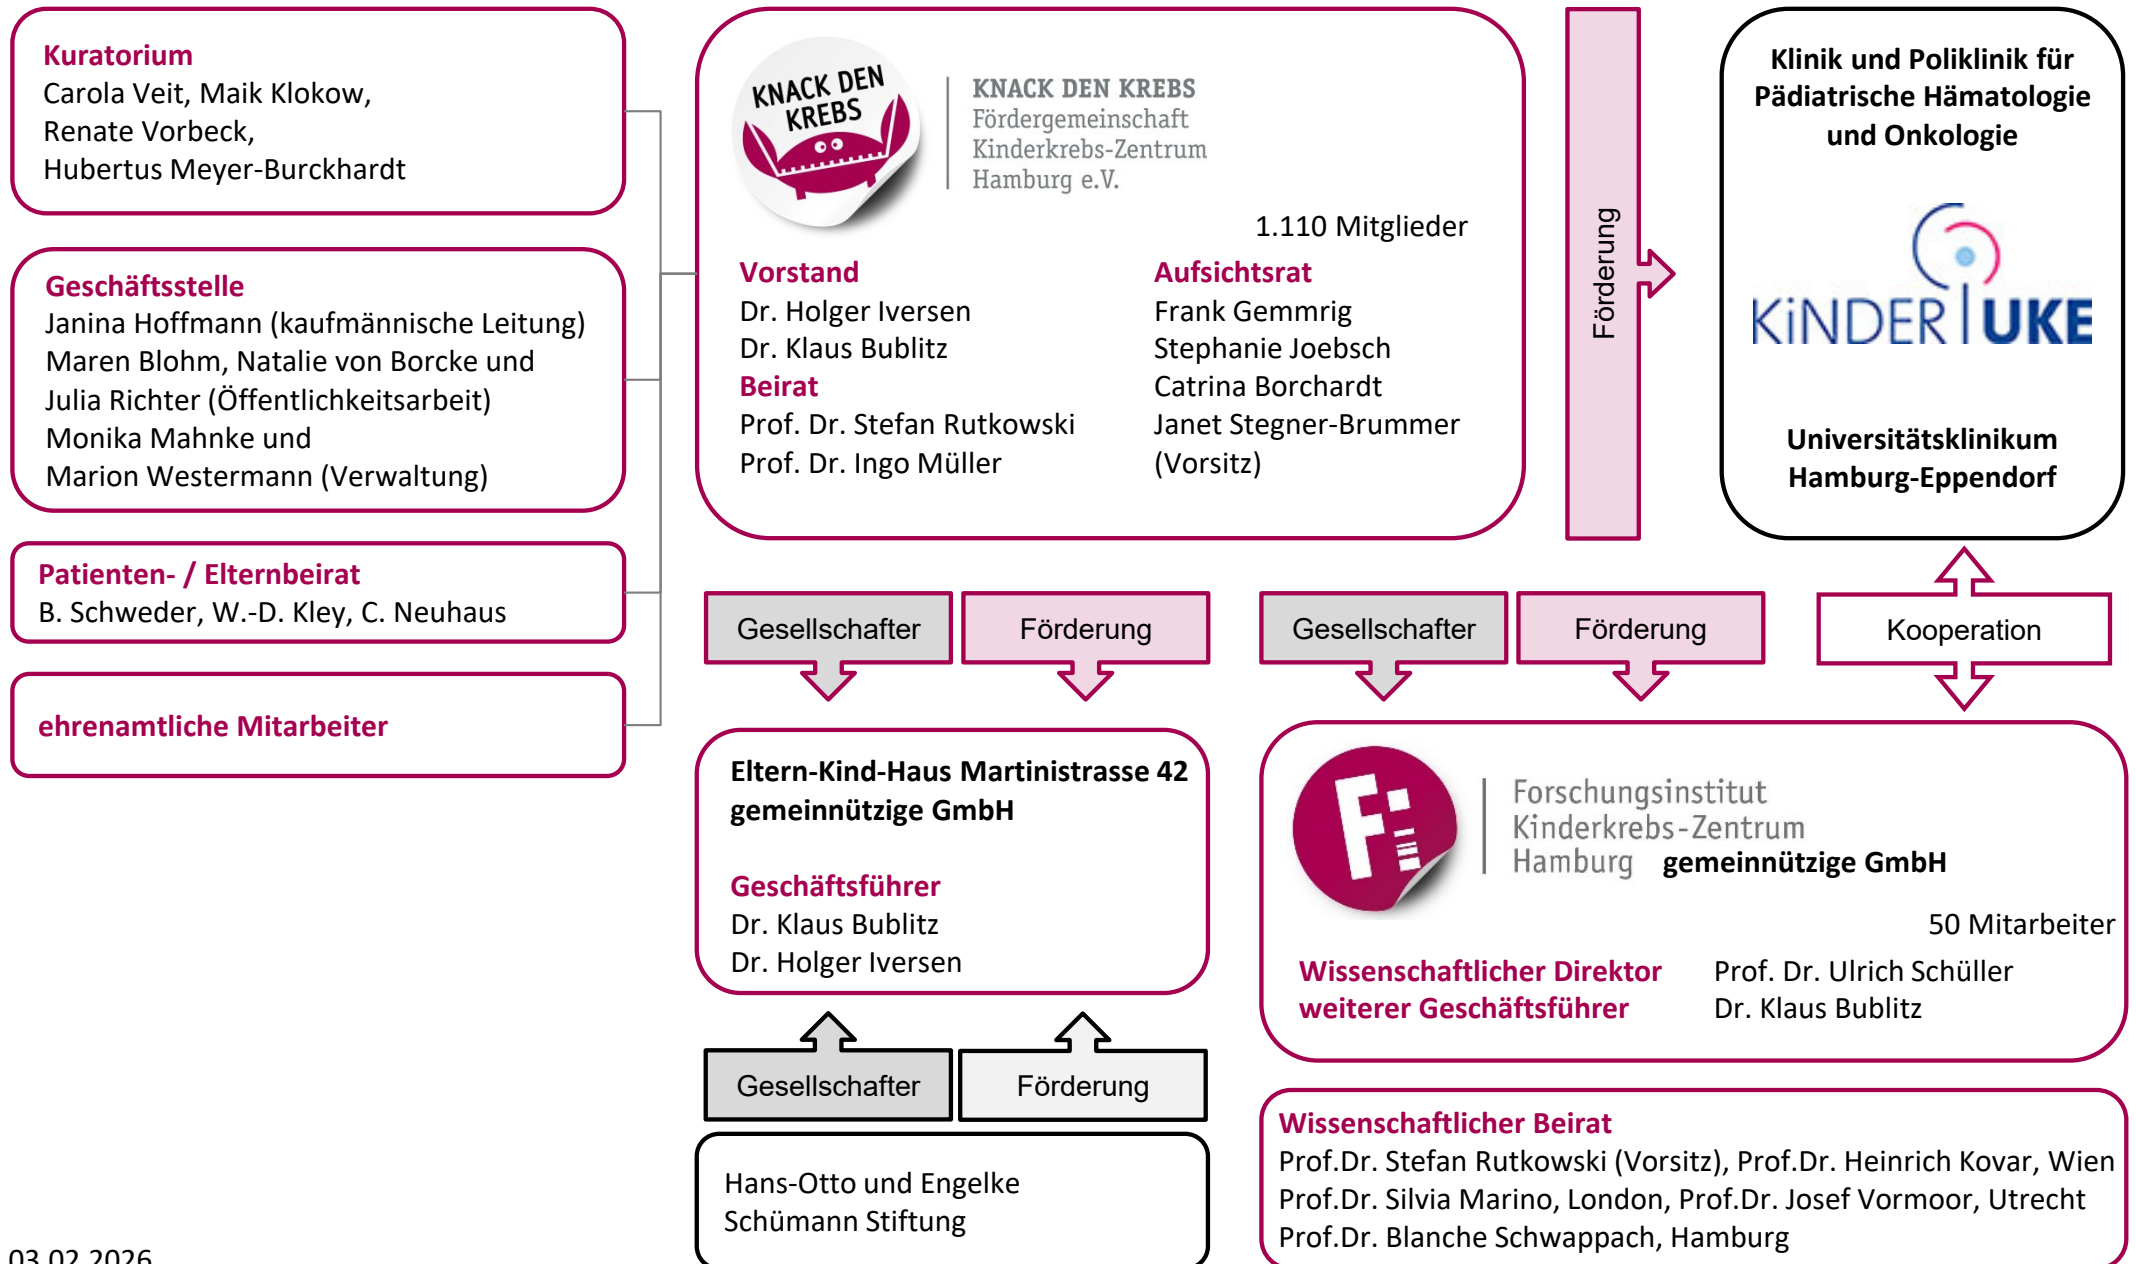 Kuratorium
Carola Veit, Maik Klokow,
Renate Vorbeck,
Hubertus Meyer-Burckhardt
Geschäftsstelle
Janina Hoffmann (kaufmännische Leitung)
Maren Blohm, Natalie von Borcke und
Julia Richter (Öffentlichkeitsarbeit)
Monika Mahnke und
Marion Westermann (Verwaltung)
Patienten- / Elternbeirat
B. Schweder, W.-D. Kley, C. Neuhaus
ehrenamtliche Mitarbeiter
KNACK DEN
KREBS
KNACK DEN KREBS
Fördergemeinschaft
Kinderkrebs-Zentrum
Hamburg e.V.
1.110 Mitglieder
Vorstand
Dr. Holger Iversen
Dr. Klaus Bublitz
Beirat
Prof. Dr. Stefan Rutkowski
Prof. Dr. Ingo Müller
Aufsichtsrat
Frank Gemmrig
Stephanie Joebsch
Catrina Borchardt
Janet Stegner-Brummer
(Vorsitz)
Förderung
Klinik und Poliklinik für
Pädiatrische Hämatologie
und Onkologie
KiNDER UKE
Universitätsklinikum
Hamburg-Eppendorf
Gesellschafter
Förderung
Gesellschafter
Förderung
Kooperation
Eltern-Kind-Haus Martinistrasse 42
gemeinnützige GmbH
Geschäftsführer
Dr. Klaus Bublitz
Dr. Holger Iversen
Gesellschafter
Förderung
Hans-Otto und Engelke
Schümann Stiftung
Fi
Forschungsinstitut
Kinderkrebs-Zentrum
Hamburg gemeinnützige GmbH
50 Mitarbeiter
Wissenschaftlicher Direktor Prof. Dr. Ulrich Schüller
weiterer Geschäftsführer Dr. Klaus Bublitz
Wissenschaftlicher Beirat
Prof.Dr. Stefan Rutkowski (Vorsitz), Prof.Dr. Heinrich Kovar, Wien
Prof.Dr. Silvia Marino, London, Prof.Dr. Josef Vormoor, Utrecht
Prof.Dr. Blanche Schwappach, Hamburg
03.02.2026